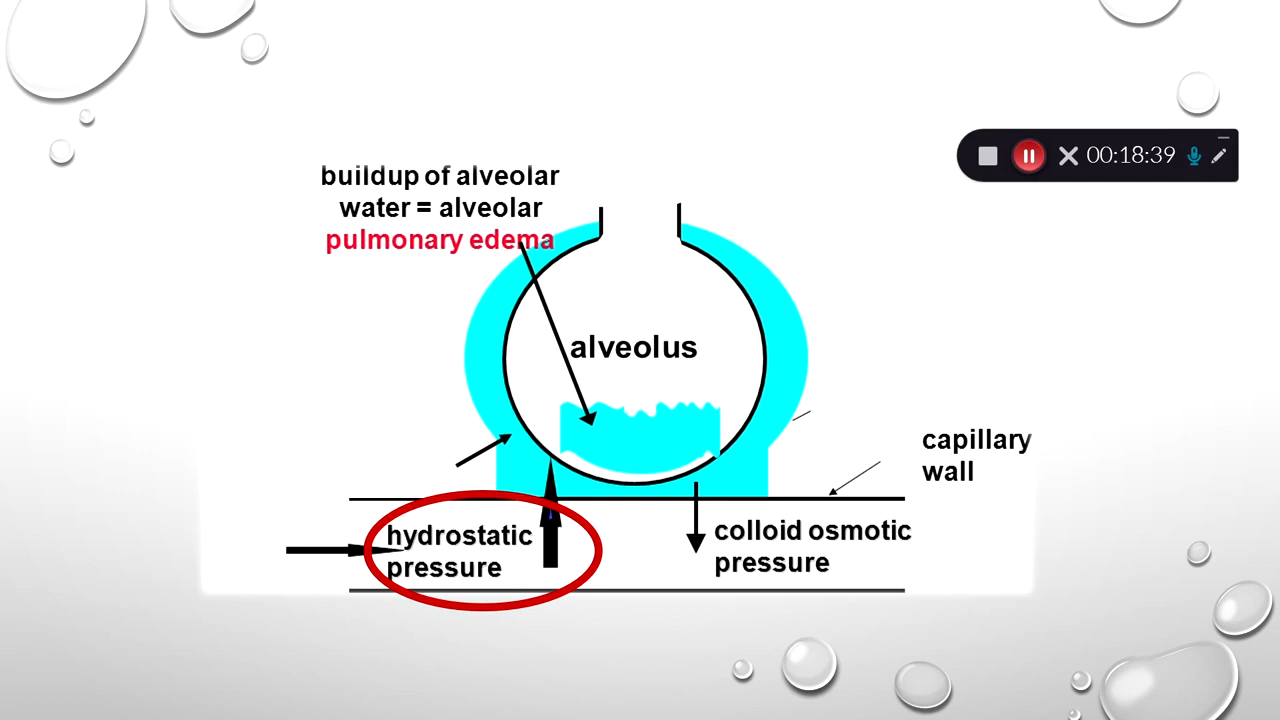 00:18:39
buildup of alveolar
water = alveolar
pulmonary edema
alveolus
capillary
wall
hydrostatic
pressure
colloid osmotic
pressure